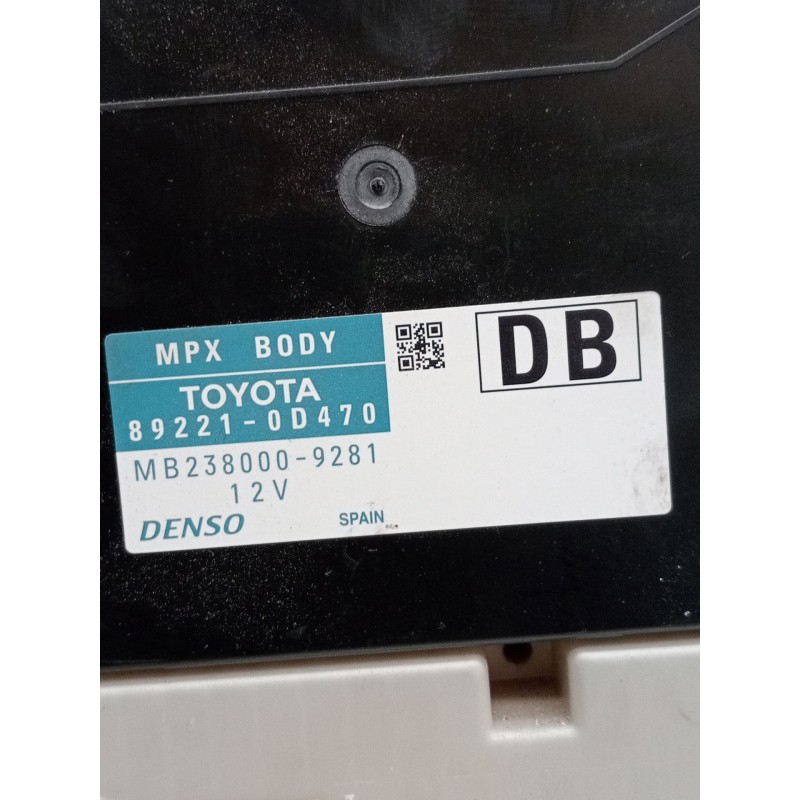 MPX BODY
TOYOTA
89221-0D470
MB238000-9281
12V
DENSO
SPAIN
DB